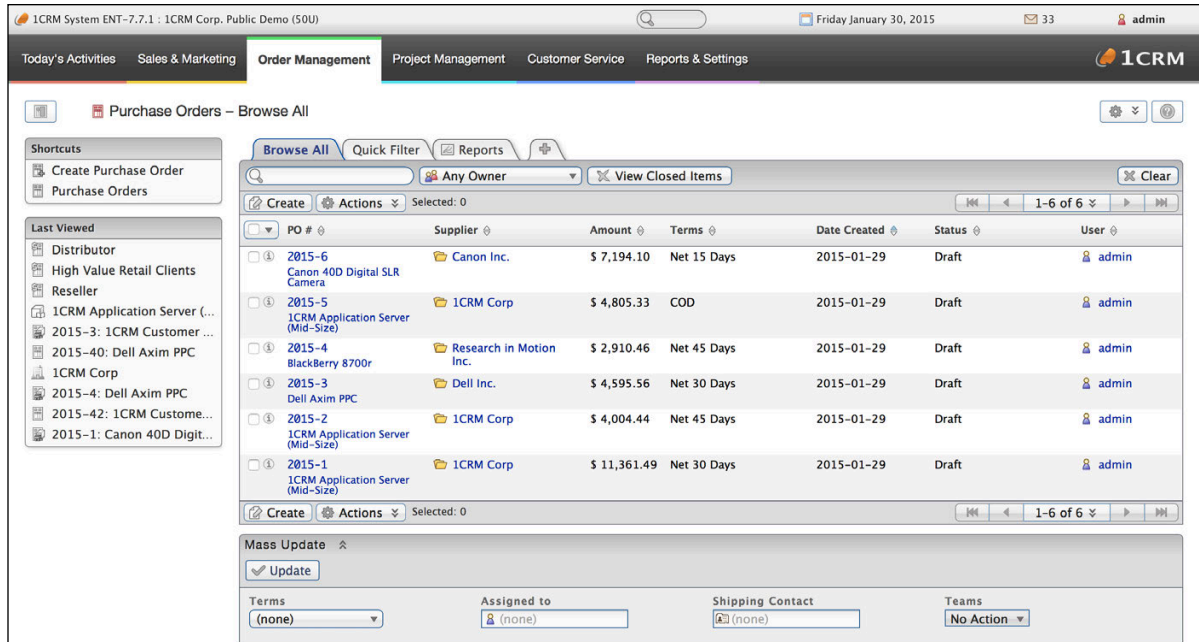 1CRM System ENT-7.7.1 : 1CRM Corp. Public Demo (50U)
Friday January 30, 2015
33
admin
Today's Activities
Sales & Marketing
Order Management
Project Management
Customer Service
Reports & Settings
1CRM
Purchase Orders – Browse All
Shortcuts
Create Purchase Order
Purchase Orders
Last Viewed
Distributor
High Value Retail Clients
Reseller
1CRM Application Server (...
2015-3: 1CRM Customer ...
2015-40: Dell Axim PPC
1CRM Corp
2015-4: Dell Axim PPC
2015-42: 1CRM Custome...
2015-1: Canon 40D Digit...
Browse All
Quick Filter
Reports
Any Owner
View Closed Items
Clear
Create
Actions
Selected: 0
1-6 of 6
PO # Supplier Amount Terms Date Created Status User
2015-6 Canon Inc. $ 7,194.10 Net 15 Days 2015-01-29 Draft admin
Canon 40D Digital SLR
Camera
2015-5 1CRM Corp $ 4,805.33 COD 2015-01-29 Draft admin
1CRM Application Server
(Mid-Size)
2015-4 Research in Motion $ 2,910.46 Net 45 Days 2015-01-29 Draft admin
BlackBerry 8700r Inc.
2015-3 Dell Inc. $ 4,595.56 Net 30 Days 2015-01-29 Draft admin
Dell Axim PPC
2015-2 1CRM Corp $ 4,004.44 Net 45 Days 2015-01-29 Draft admin
1CRM Application Server
(Mid-Size)
2015-1 1CRM Corp $ 11,361.49 Net 30 Days 2015-01-29 Draft admin
1CRM Application Server
(Mid-Size)
Create
Actions
Selected: 0
1-6 of 6
Mass Update
Update
Terms Assigned to Shipping Contact Teams
(none) (none) (none) No Action